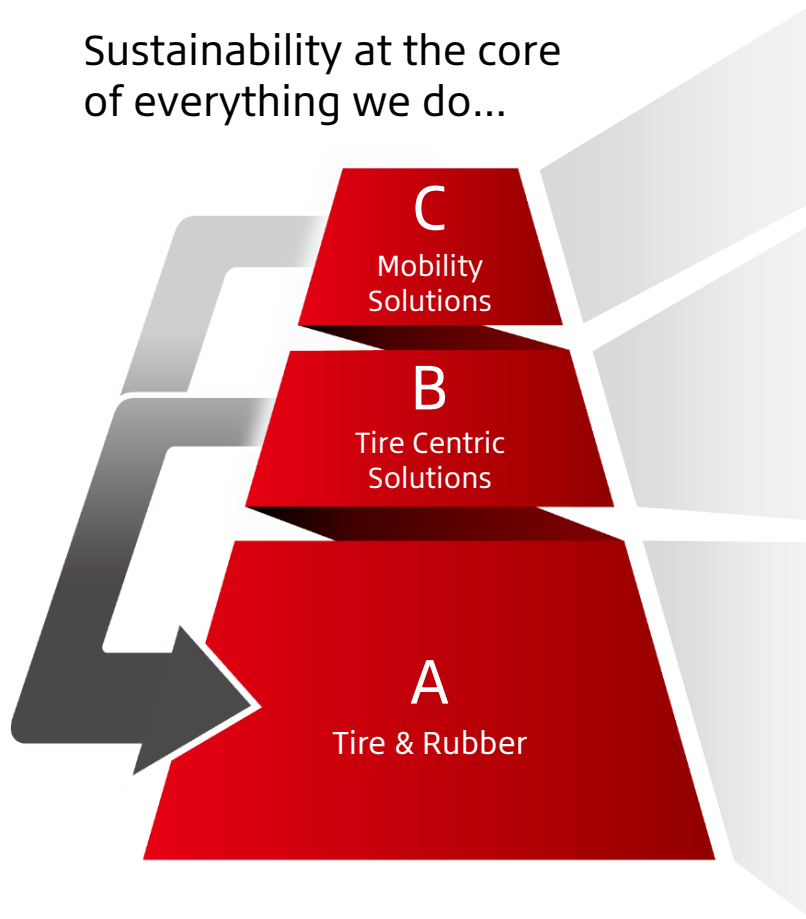 Sustainability at the core
of everything we do...
C
Mobility
Solutions
B
Tire Centric
Solutions
A
Tire & Rubber